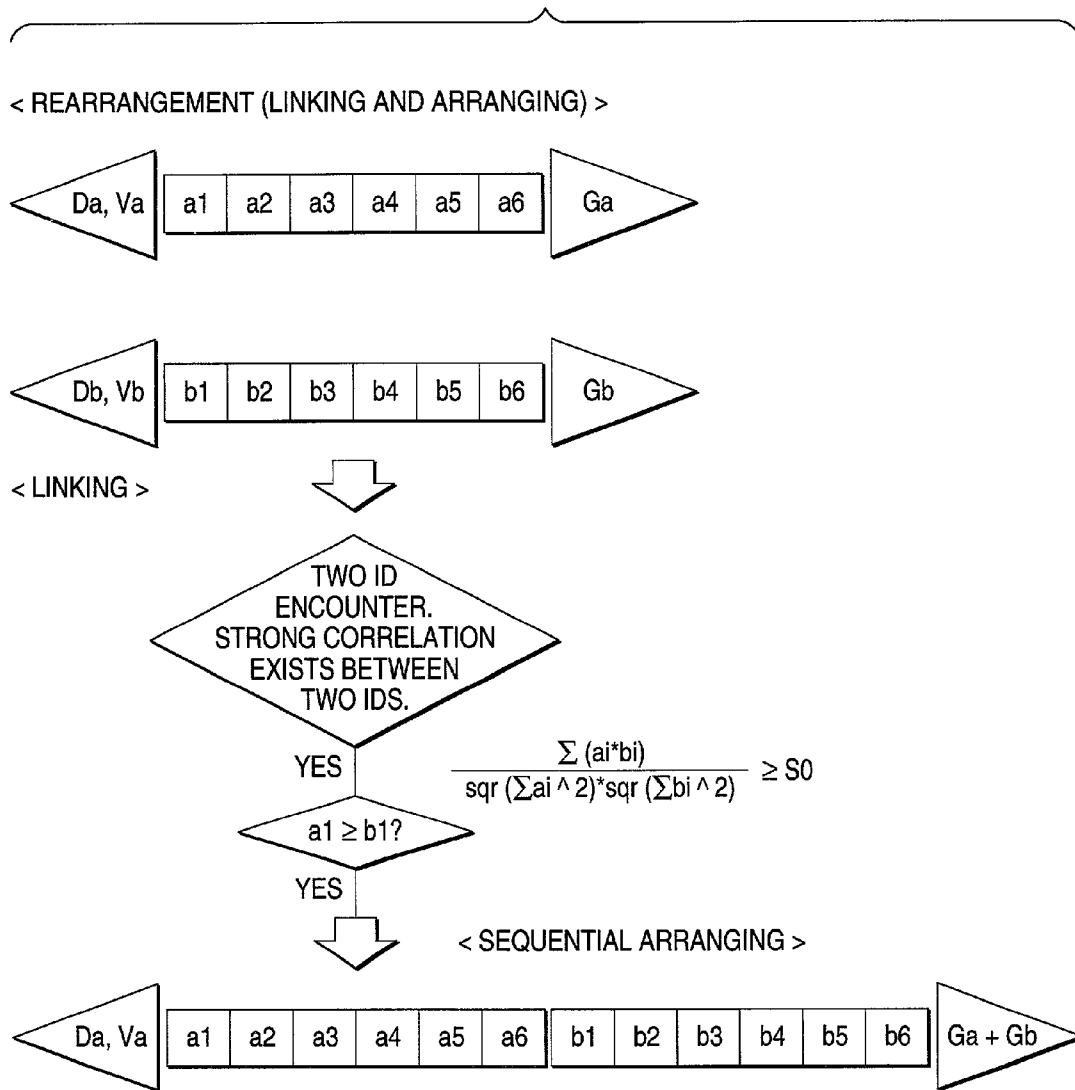 < REARRANGEMENT (LINKING AND ARRANGING) >
Da, Va a1 a2 a3 a4 a5 a6 Ga
Db, Vb b1 b2 b3 b4 b5 b6 Gb
< LINKING >
TWO ID
ENCOUNTER.
STRONG CORRELATION
EXISTS BETWEEN
TWO IDS.
YES
Σ (ai*bi)
sqr (Σai ^ 2)*sqr (Σbi ^ 2) ≥ S0
a1 ≥ b1?
YES
< SEQUENTIAL ARRANGING >
Da, Va a1 a2 a3 a4 a5 a6 b1 b2 b3 b4 b5 b6 Ga + Gb